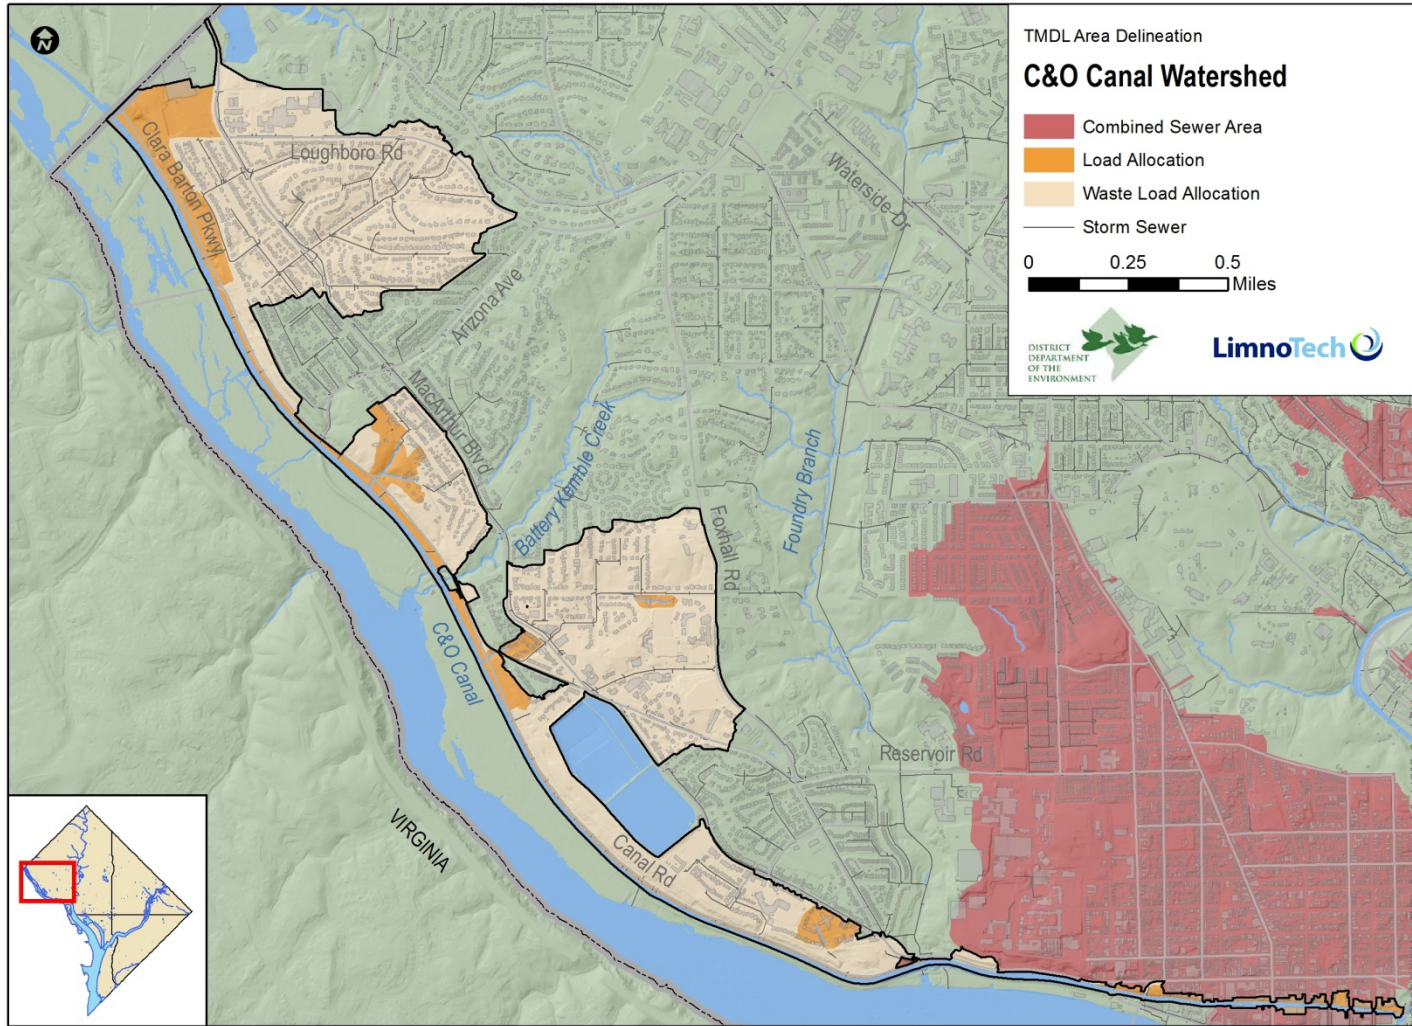 N
TMDL Area Delineation
C&O Canal Watershed
Combined Sewer Area
Load Allocation
Waste Load Allocation
Storm Sewer
0 0.25 0.5
Miles
DISTRICT
DEPARTMENT
OF THE
ENVIRONMENT
LimnoTech
Clara Barton Pkwy
Loughboro Rd
Waterside Dr
Arizona Ave
MacArthur Blvd
Battery Kemble Creek
Foundry Branch
Foxhall Rd
C&O Canal
Reservoir Rd
Canal Rd
VIRGINIA